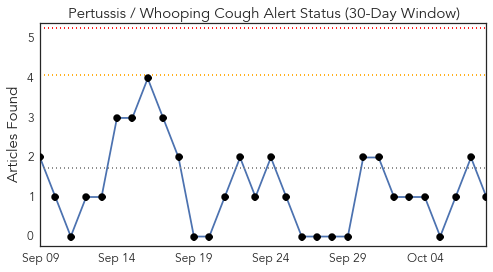 Pertussis / Whooping Cough Alert Status (30-Day Window)
Articles Found
5
4
3
2
1
0
Sep 09 Sep 14 Sep 19 Sep 24 Sep 29 Oct 04